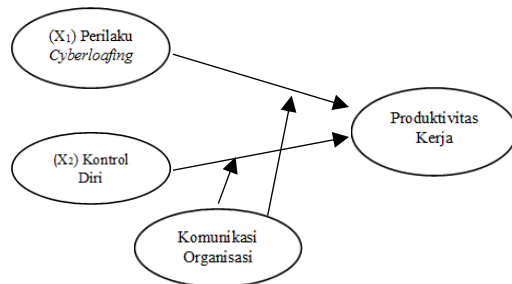 (X₁) Perilaku
Cyberloafing
Produktivitas
Kerja
(X₂) Kontrol
Diri
Komunikasi
Organisasi